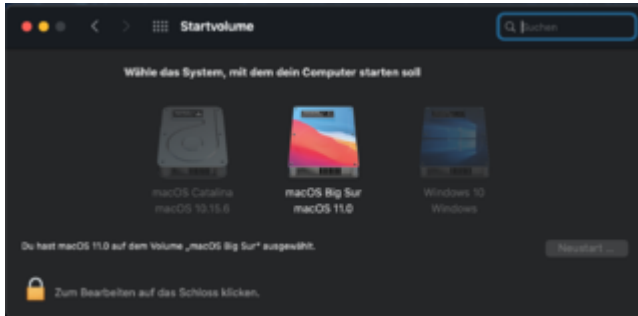 Startvolume
Suchen
Wähle das System, mit dem dein Computer starten soll
macOS Catalina
macOS 10.15.6
macOS Big Sur
macOS 11.0
Windows 10
Windows
Du hast macOS 11.0 auf dem Volume „macOS Big Sur“ ausgewählt.
Neustart ...
Zum Bearbeiten auf das Schloss klicken.